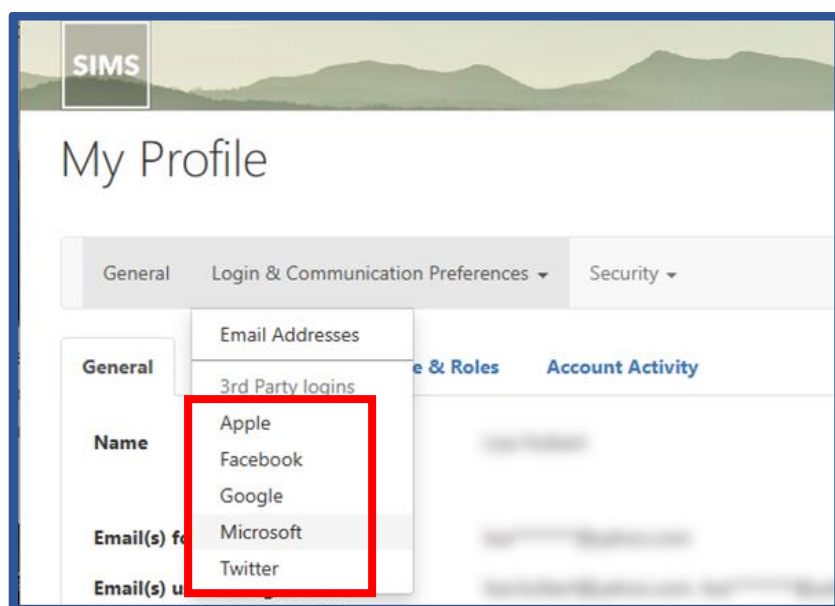 SIMS
My Profile
General Login & Communication Preferences Security
Email Addresses
General e & Roles Account Activity
3rd Party logins
Apple
Name
Facebook
Google
Email(s) fo Microsoft
Twitter
Email(s) u